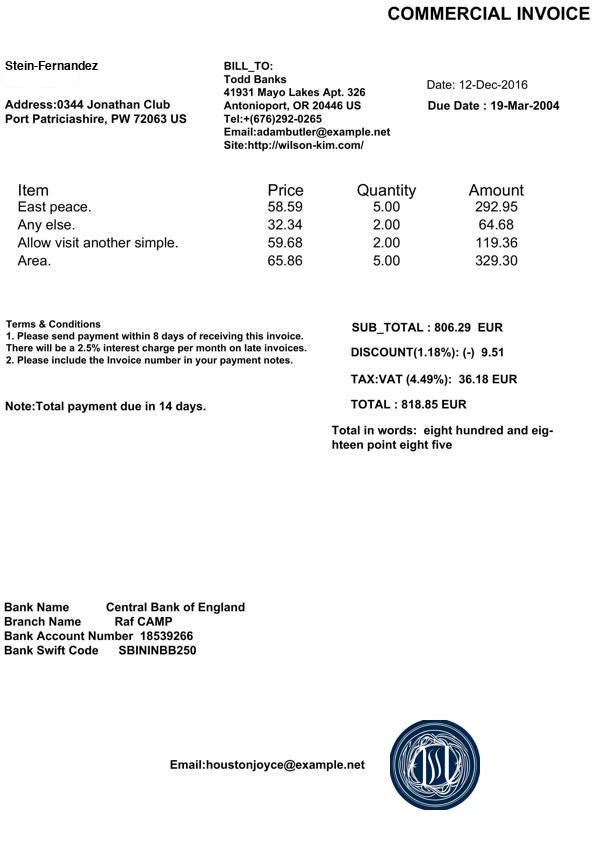 COMMERCIAL INVOICE
Stein-Fernandez
Address:0344 Jonathan Club
Port Patriciashire, PW 72063 US
BILL_TO:
Todd Banks
41931 Mayo Lakes Apt. 326
Antonioport, OR 20446 US
Tel:+(676)292-0265
Email:adambutler@example.net
Site:http://wilson-kim.com/
Date: 12-Dec-2016
Due Date : 19-Mar-2004
Item Price Quantity Amount
East peace. 58.59 5.00 292.95
Any else. 32.34 2.00 64.68
Allow visit another simple. 59.68 2.00 119.36
Area. 65.86 5.00 329.30
Terms & Conditions
1. Please send payment within 8 days of receiving this invoice.
There will be a 2.5% interest charge per month on late invoices.
2. Please include the Invoice number in your payment notes.
Note:Total payment due in 14 days.
SUB_TOTAL : 806.29 EUR
DISCOUNT(1.18%): (-) 9.51
TAX:VAT (4.49%): 36.18 EUR
TOTAL : 818.85 EUR
Total in words: eight hundred and eig-
hteen point eight five
Bank Name Central Bank of England
Branch Name Raf CAMP
Bank Account Number 18539266
Bank Swift Code SBININBB250
Email:houstonjoyce@example.net